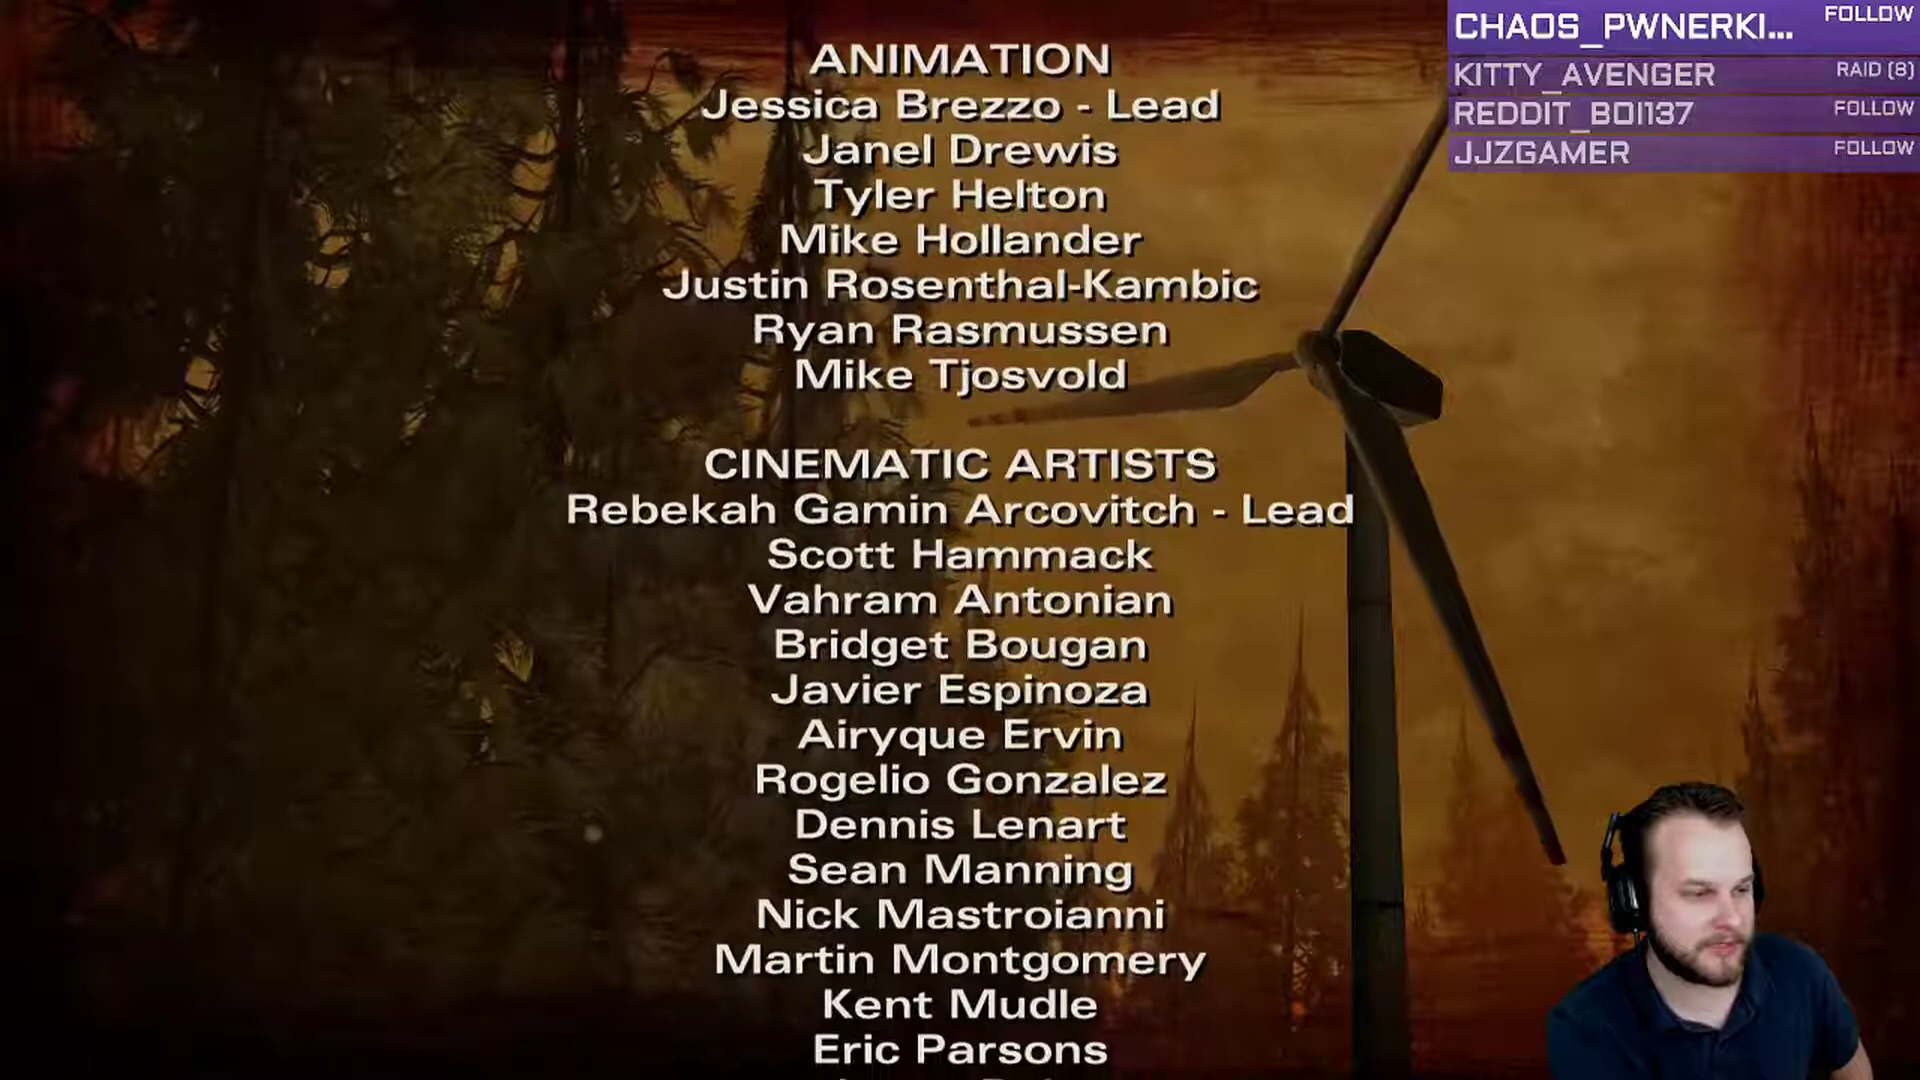 ANIMATION
Jessica Brezzo - Lead
Janel Drewis
Tyler Helton
Mike Hollander
Justin Rosenthal-Kambic
Ryan Rasmussen
Mike Tjosvold
CINEMATIC ARTISTS
Rebekah Gamin Arcovitch - Lead
Scott Hammack
Vahram Antonian
Bridget Bougan
Javier Espinoza
Airyque Ervin
Rogelio Gonzalez
Dennis Lenart
Sean Manning
Nick Mastroianni
Martin Montgomery
Kent Mudle
Eric Parsons
CHAOS_PWNERKI... FOLLOW
KITTY_AVENGER RAID (8)
REDDIT_BOI137 FOLLOW
JJZGAMER FOLLOW